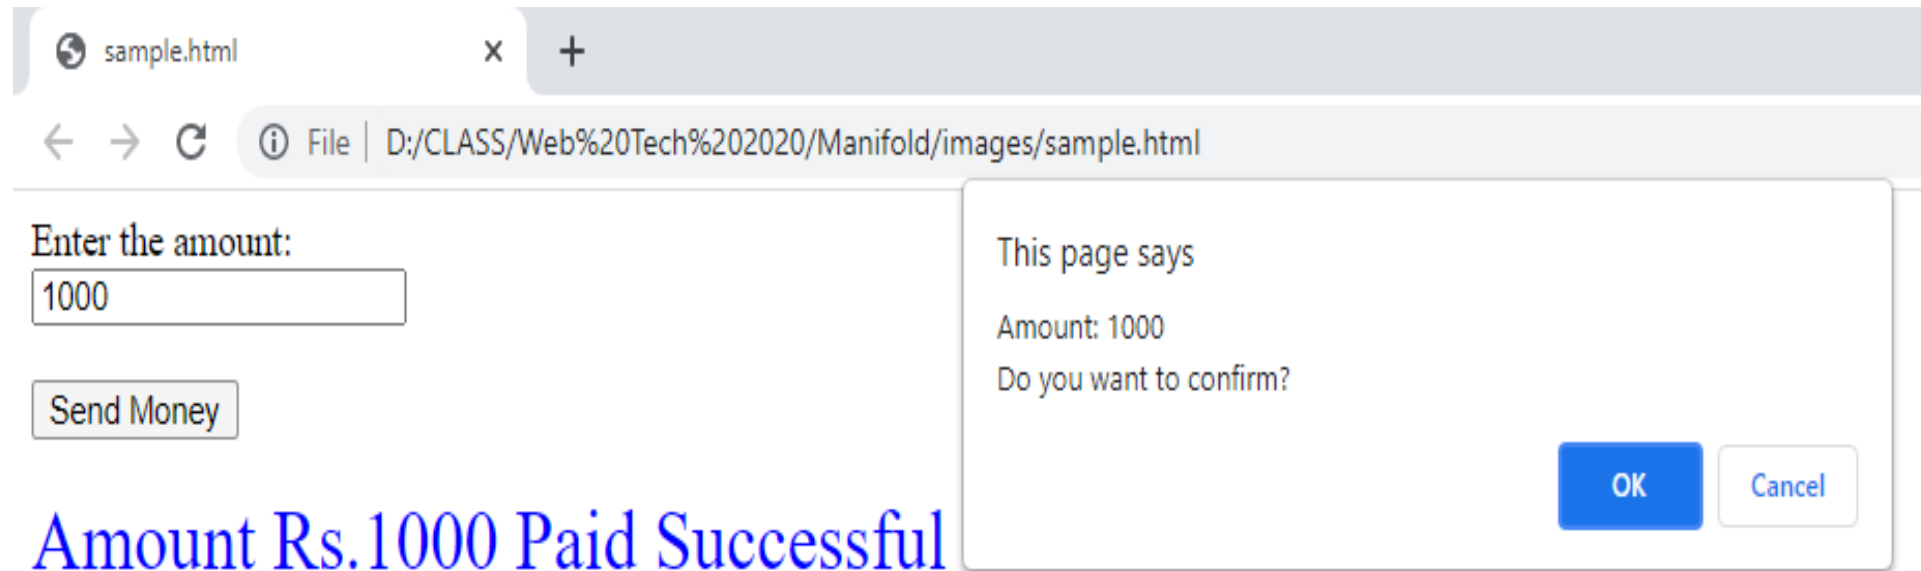 sample.html
File | D:/CLASS/Web%20Tech%202020/Manifold/images/sample.html
Enter the amount:
1000
Send Money
Amount Rs.1000 Paid Successful
This page says
Amount: 1000
Do you want to confirm?
OK Cancel